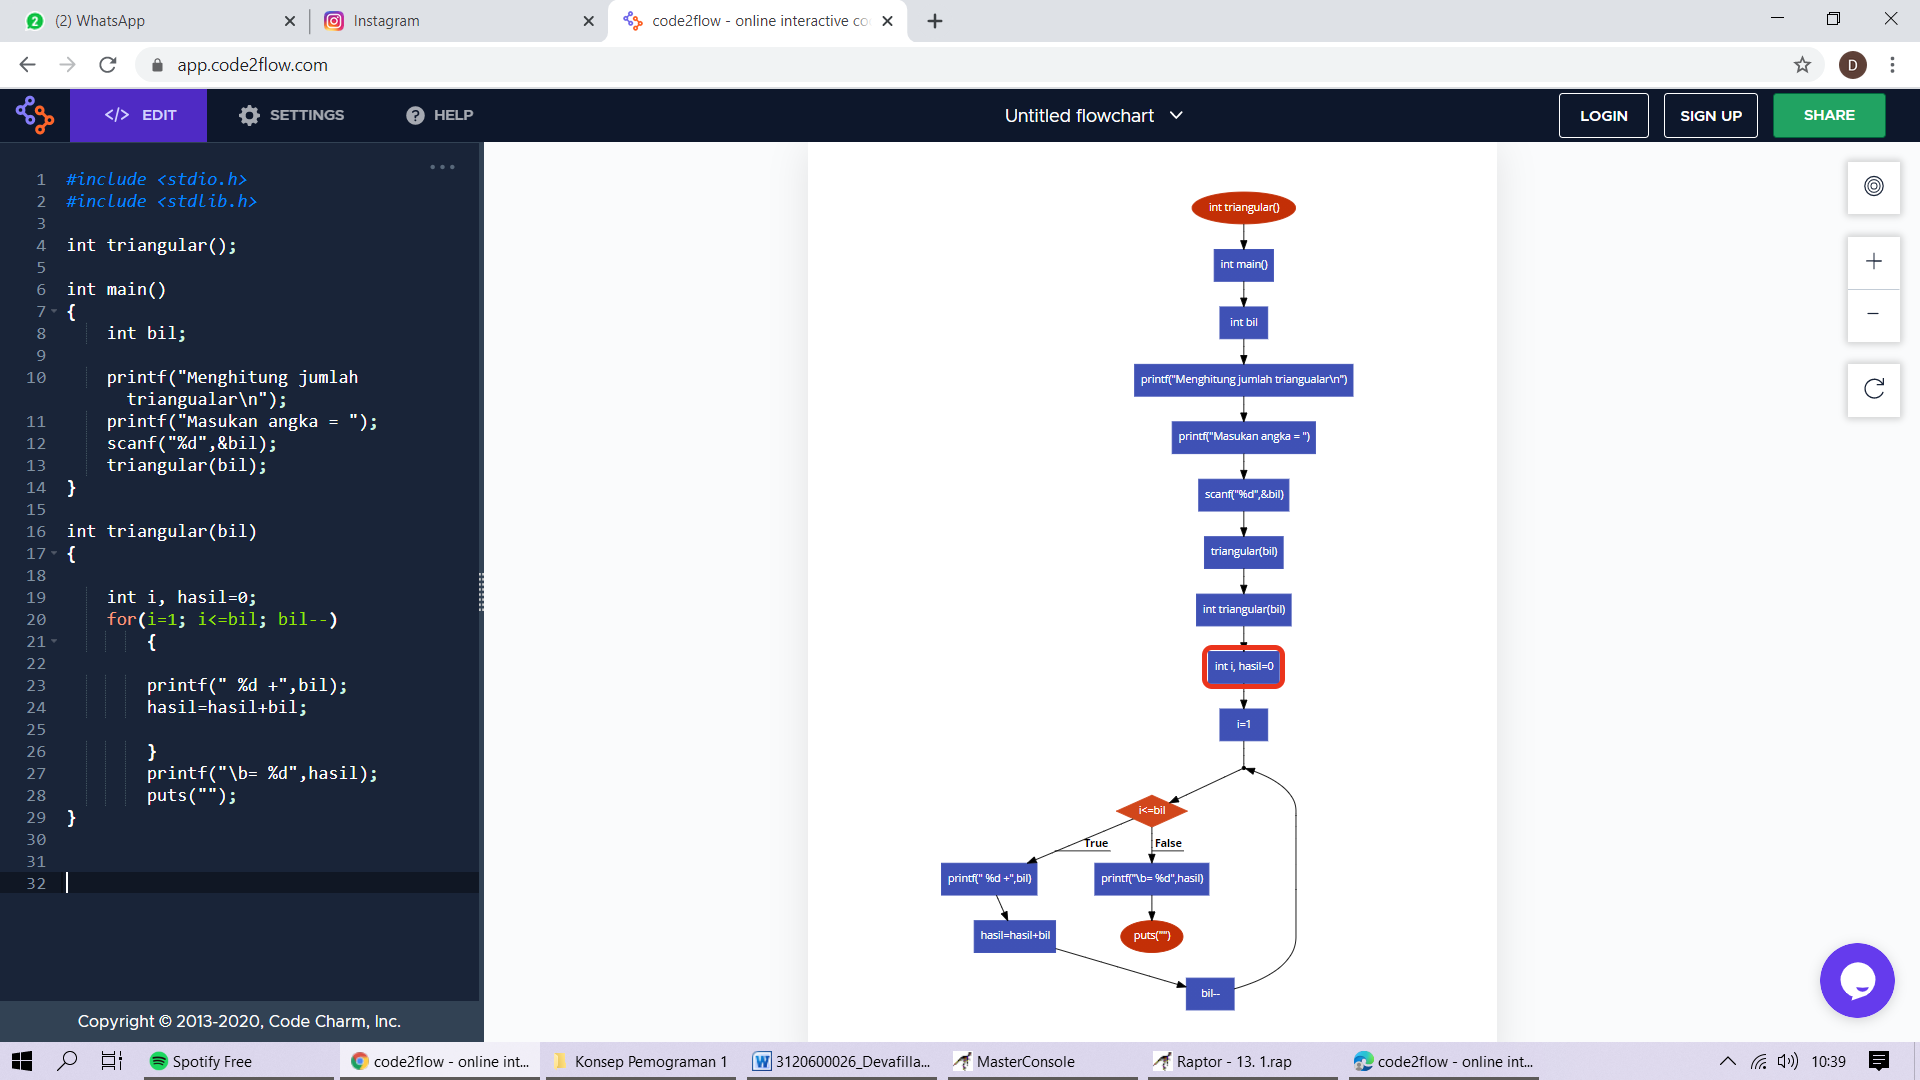 (2) WhatsApp
Instagram
code2flow - online interactive co
app.code2flow.com
D
</> EDIT
SETTINGS
HELP
Untitled flowchart
LOGIN
SIGN UP
SHARE
1 #include <stdio.h>
2 #include <stdlib.h>
3
4 int triangular();
5
6 int main()
7 {
8 int bil;
9
10 printf("Menghitung jumlah
triangualar\n");
11 printf("Masukan angka = ");
12 scanf("%d",&bil);
13 triangular(bil);
14 }
15
16 int triangular(bil)
17 {
18
19 int i, hasil=0;
20 for(i=1; i<=bil; bil--)
21 {
22
23 printf(" %d +",bil);
24 hasil=hasil+bil;
25
26 }
27 printf("\b= %d",hasil);
28 puts("");
29 }
30
31
32
Copyright © 2013-2020, Code Charm, Inc.
int triangular()
int main()
int bil
printf("Menghitung jumlah triangualar\n")
printf("Masukan angka = ")
scanf("%d",&bil)
triangular(bil)
int triangular(bil)
int i, hasil=0
i=1
i<=bil
True
False
printf(" %d +",bil)
printf("\b= %d",hasil)
hasil=hasil+bil
puts("")
bil--
Spotify Free
code2flow - online int...
Konsep Pemograman 1
3120600026_Devafilla...
MasterConsole
Raptor - 13. 1.rap
code2flow - online int...
10:39